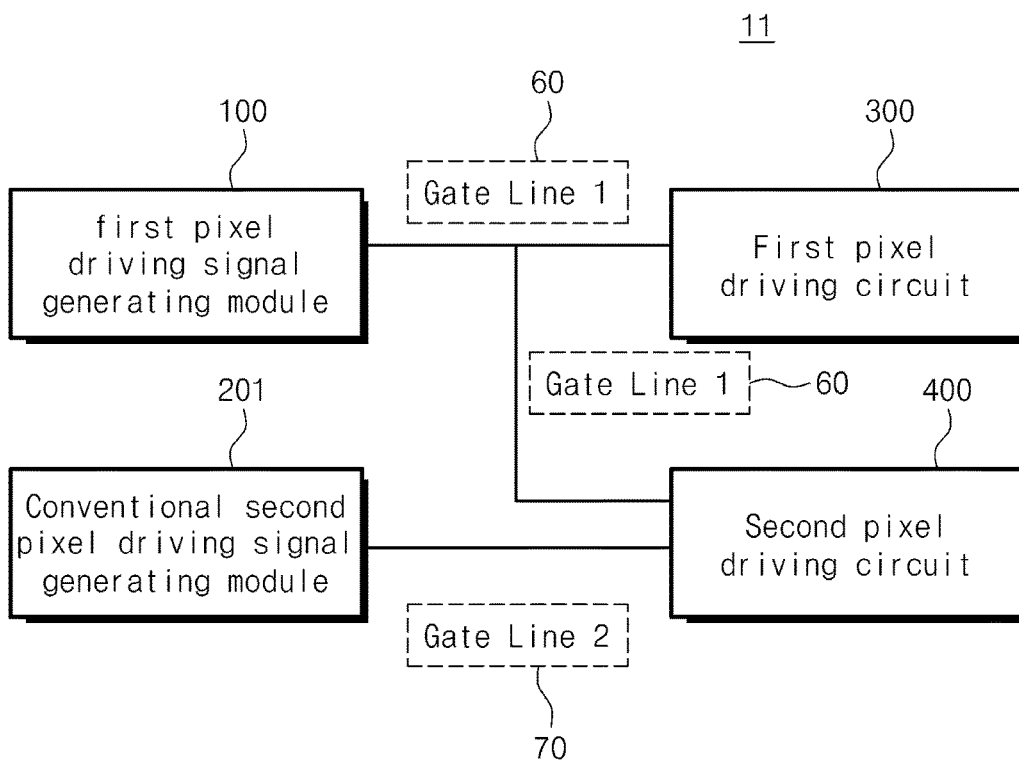 11
60
100
300
Gate Line 1
first pixel
driving signal
generating module
First pixel
driving circuit
Gate Line 1
60
201
400
Conventional second
pixel driving signal
generating module
Second pixel
driving circuit
Gate Line 2
70